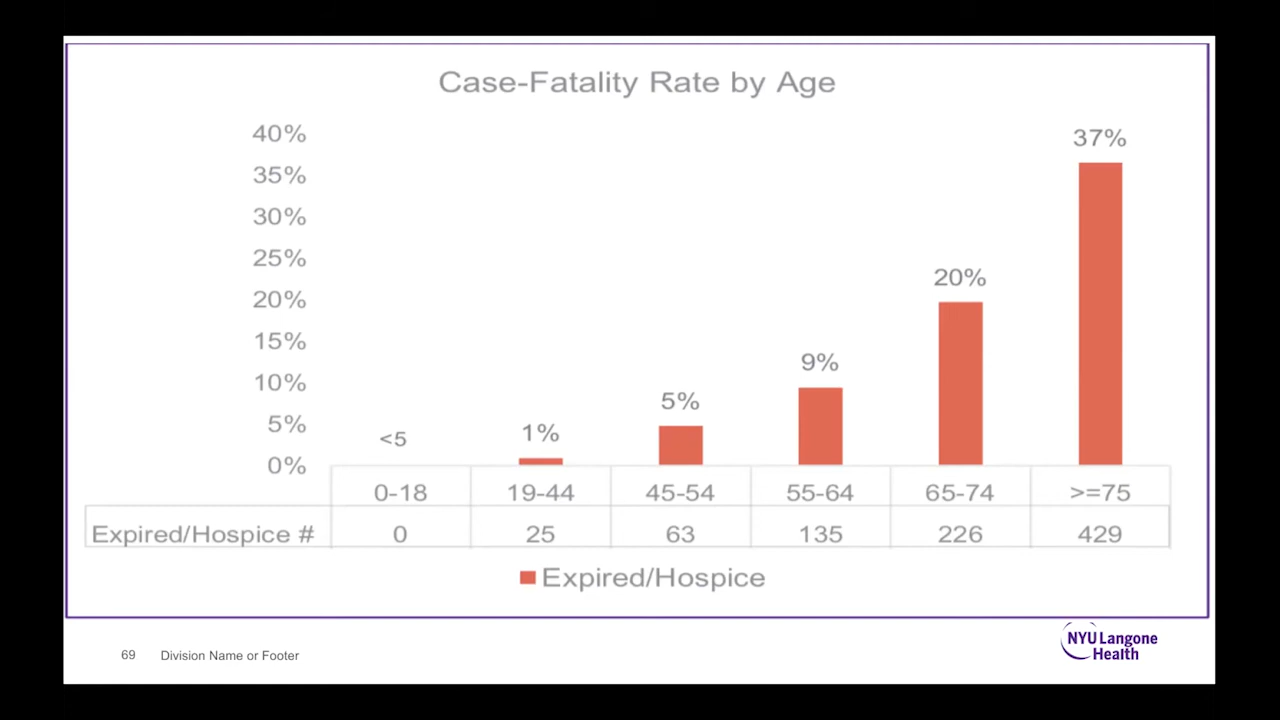 Case-Fatality Rate by Age
40%
35%
30%
25%
20%
15%
10%
5%
0%
<5
1%
5%
9%
20%
37%
0-18 19-44 45-54 55-64 65-74 >=75
Expired/Hospice # 0 25 63 135 226 429
Expired/Hospice
69 Division Name or Footer
NYU Langone
Health